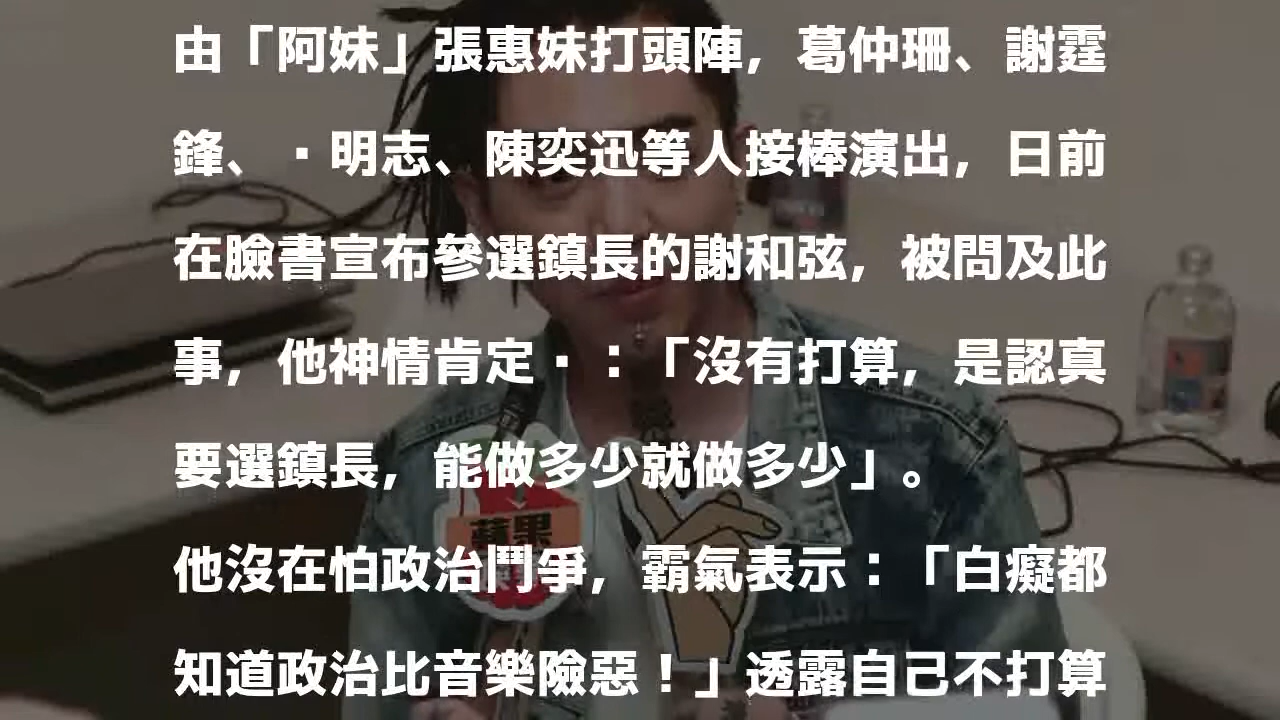 由「阿妹」張惠妹打頭陣，葛仲珊、謝霆
鋒、▪明志、陳奕迅等人接棒演出，日前
在臉書宣布參選鎮長的謝和弦，被問及此
事，他神情肯定▪：「沒有打算，是認真
要選鎮長，能做多少就做多少」。
蘋果
他沒在怕政治鬥爭，霸氣表示：「白癡都
知道政治比音樂險惡！」透露自己不打算